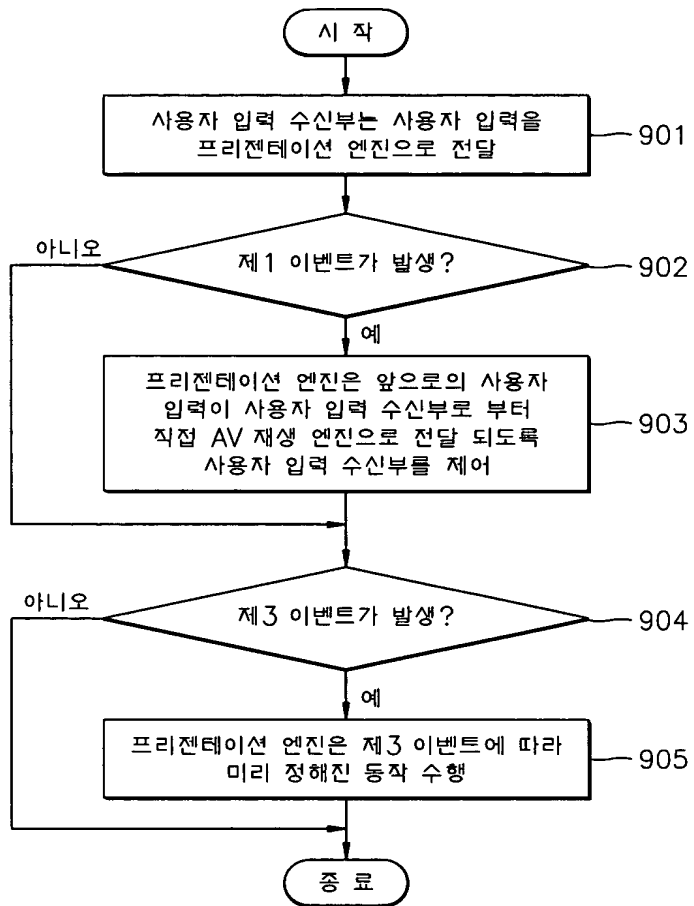 시 작
사용자 입력 수신부는 사용자 입력을
프리젠테이션 엔진으로 전달
901
아니오
제1 이벤트가 발생?
902
예
프리젠테이션 엔진은 앞으로의 사용자
입력이 사용자 입력 수신부로 부터
직접 AV 재생 엔진으로 전달 되도록
사용자 입력 수신부를 제어
903
아니오
제3 이벤트가 발생?
904
예
프리젠테이션 엔진은 제3 이벤트에 따라
미리 정해진 동작 수행
905
종 료